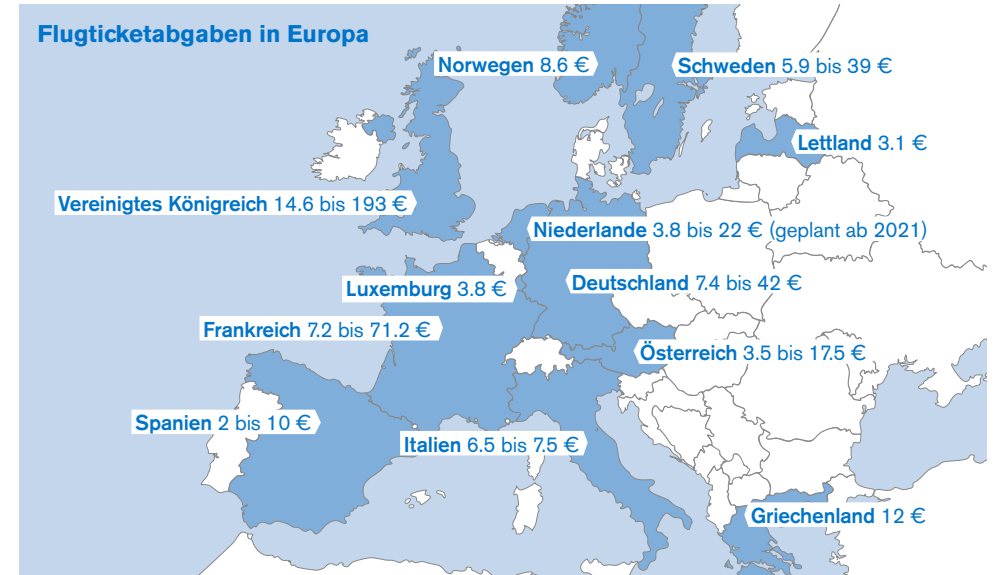 Flugticketabgaben in Europa
Norwegen 8.6 €
Schweden 5.9 bis 39 €
Lettland 3.1 €
Vereinigtes Königreich 14.6 bis 193 €
Niederlande 3.8 bis 22 € (geplant ab 2021)
Luxemburg 3.8 €
Deutschland 7.4 bis 42 €
Frankreich 7.2 bis 71.2 €
Österreich 3.5 bis 17.5 €
Spanien 2 bis 10 €
Italien 6.5 bis 7.5 €
Griechenland 12 €